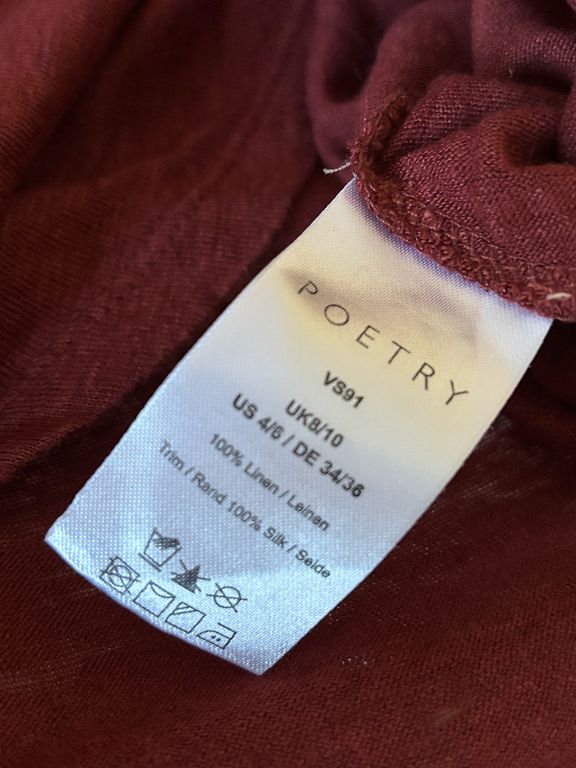 POETRY
VS91
UK8/10
US 4/6 / DE 34/36
100% Linen / Leinen
Trim / Rand 100% Silk / Seide